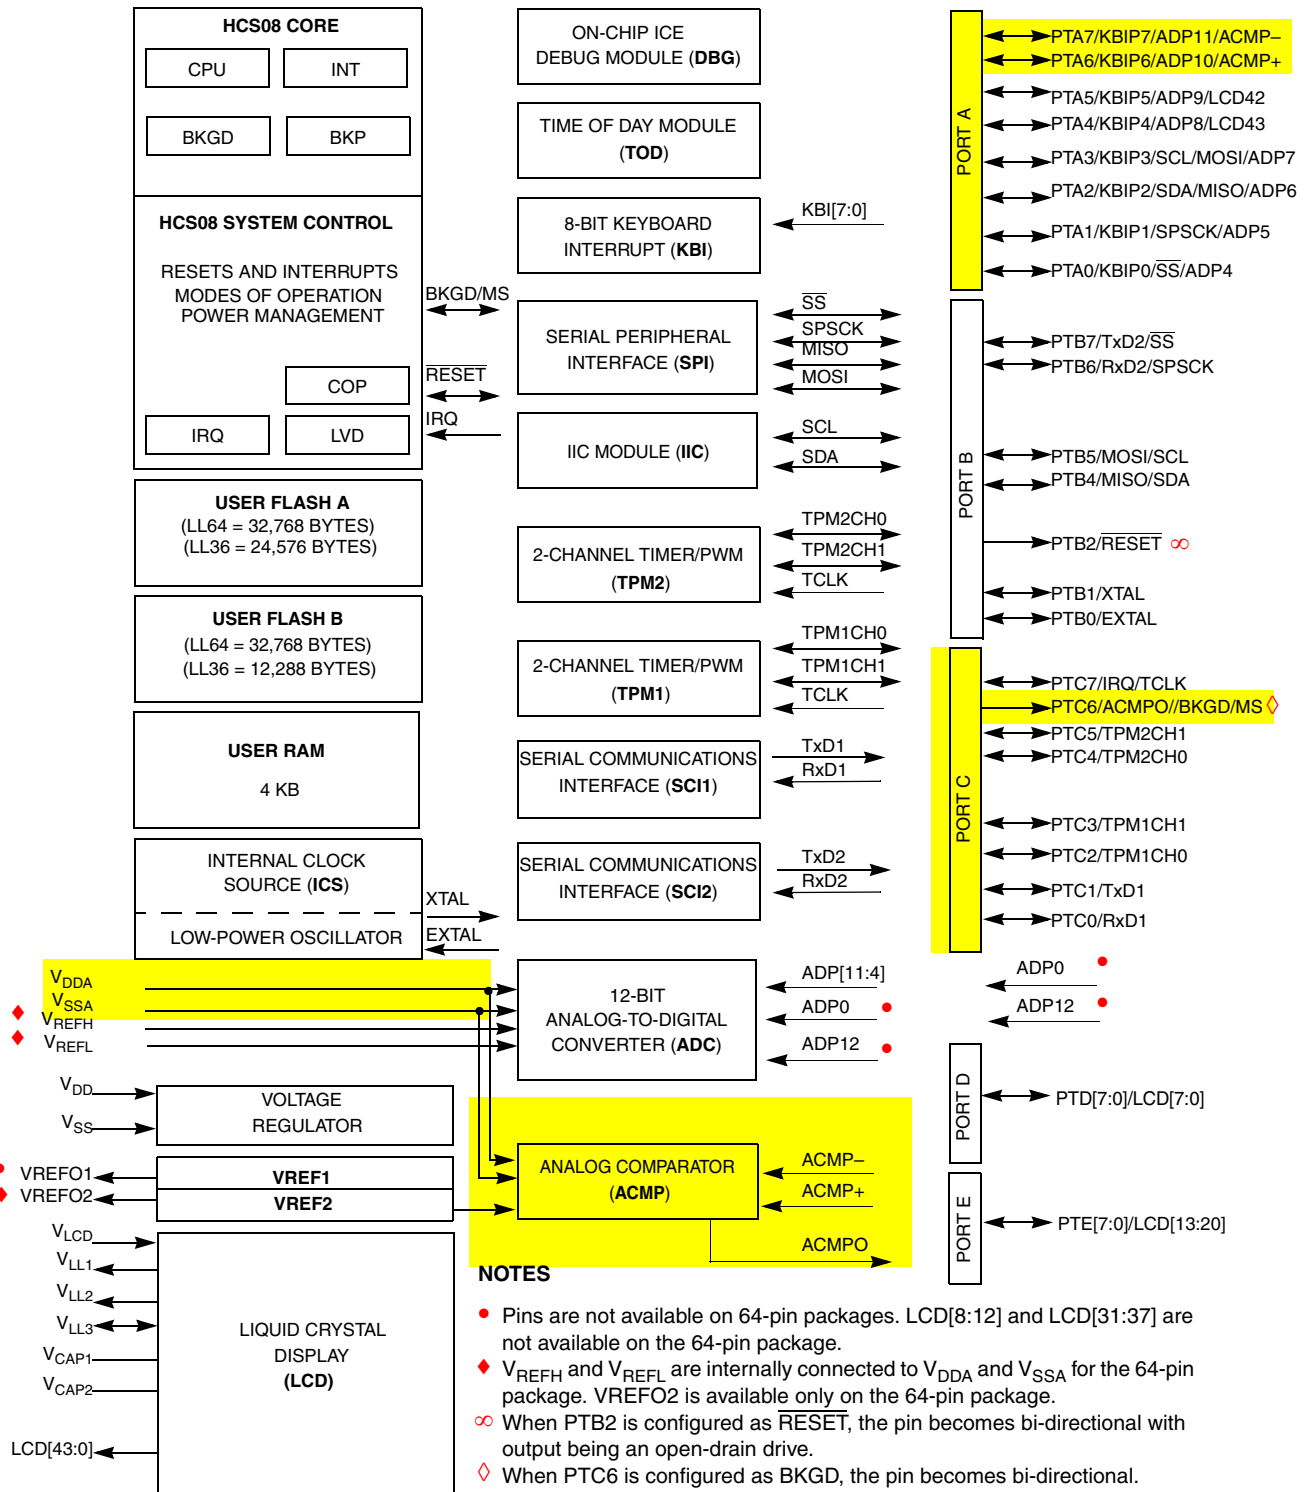 HCS08 CORE
CPU
INT
BKGD
BKP
HCS08 SYSTEM CONTROL
RESETS AND INTERRUPTS
MODES OF OPERATION
POWER MANAGEMENT
COP
IRQ
LVD
BKGD/MS
RESET
IRQ
USER FLASH A
(LL64 = 32,768 BYTES)
(LL36 = 24,576 BYTES)
USER FLASH B
(LL64 = 32,768 BYTES)
(LL36 = 12,288 BYTES)
USER RAM
4 KB
INTERNAL CLOCK
SOURCE (ICS)
LOW-POWER OSCILLATOR
XTAL
EXTAL
VDDA
VSSA
♦ VREFH
♦ VREFL
VDD
VSS
VOLTAGE
REGULATOR
• VREFO1
♦ VREFO2
VREF1
VREF2
VLCD
VLL1
VLL2
VLL3
VCAP1
VCAP2
LCD[43:0]
LIQUID CRYSTAL
DISPLAY
(LCD)
ON-CHIP ICE
DEBUG MODULE (DBG)
TIME OF DAY MODULE
(TOD)
8-BIT KEYBOARD
INTERRUPT (KBI)
KBI[7:0]
SERIAL PERIPHERAL
INTERFACE (SPI)
SS
SPSCK
MISO
MOSI
IIC MODULE (IIC)
SCL
SDA
2-CHANNEL TIMER/PWM
(TPM2)
TPM2CH0
TPM2CH1
TCLK
2-CHANNEL TIMER/PWM
(TPM1)
TPM1CH0
TPM1CH1
TCLK
SERIAL COMMUNICATIONS
INTERFACE (SCI1)
TxD1
RxD1
SERIAL COMMUNICATIONS
INTERFACE (SCI2)
TxD2
RxD2
12-BIT
ANALOG-TO-DIGITAL
CONVERTER (ADC)
ADP[11:4]
ADP0 •
ADP12 •
ANALOG COMPARATOR
(ACMP)
ACMP–
ACMP+
ACMPO
PORT A
PTA7/KBIP7/ADP11/ACMP–
PTA6/KBIP6/ADP10/ACMP+
PTA5/KBIP5/ADP9/LCD42
PTA4/KBIP4/ADP8/LCD43
PTA3/KBIP3/SCL/MOSI/ADP7
PTA2/KBIP2/SDA/MISO/ADP6
PTA1/KBIP1/SPSCK/ADP5
PTA0/KBIP0/SS/ADP4
PORT B
PTB7/TxD2/SS
PTB6/RxD2/SPSCK
PTB5/MOSI/SCL
PTB4/MISO/SDA
PTB2/RESET ∞
PTB1/XTAL
PTB0/EXTAL
PORT C
PTC7/IRQ/TCLK
PTC6/ACMPO//BKGD/MS ◊
PTC5/TPM2CH1
PTC4/TPM2CH0
PTC3/TPM1CH1
PTC2/TPM1CH0
PTC1/TxD1
PTC0/RxD1
ADP0 •
ADP12 •
PORT D
PTD[7:0]/LCD[7:0]
PORT E
PTE[7:0]/LCD[13:20]
NOTES
• Pins are not available on 64-pin packages. LCD[8:12] and LCD[31:37] are
not available on the 64-pin package.
♦ VREFH and VREFL are internally connected to VDDA and VSSA for the 64-pin
package. VREFO2 is available only on the 64-pin package.
∞ When PTB2 is configured as RESET, the pin becomes bi-directional with
output being an open-drain drive.
◊ When PTC6 is configured as BKGD, the pin becomes bi-directional.